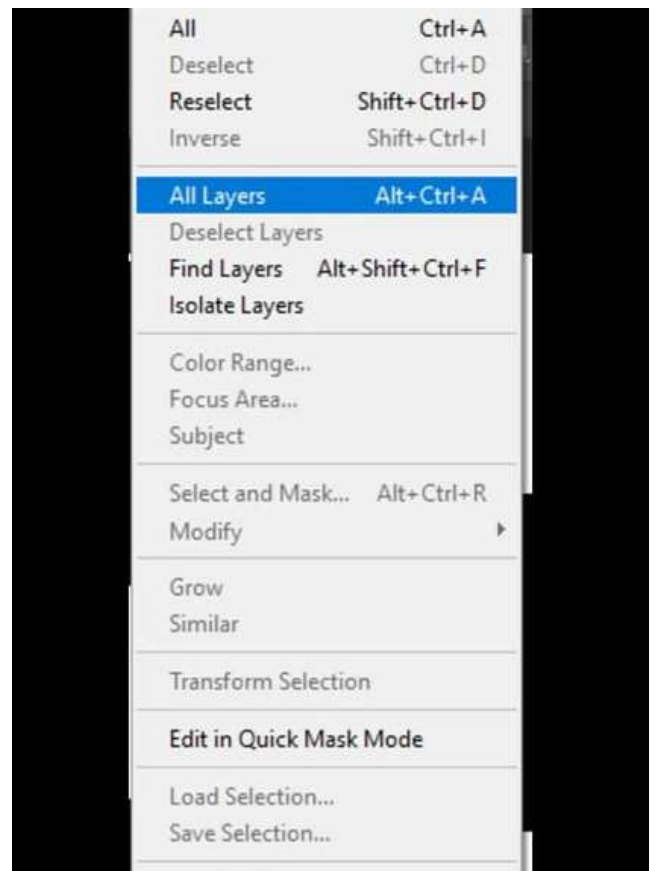 All Ctrl+A
Deselect Ctrl+D
Reselect Shift+Ctrl+D
Inverse Shift+Ctrl+I
All Layers Alt+Ctrl+A
Deselect Layers
Find Layers Alt+Shift+Ctrl+F
Isolate Layers
Color Range...
Focus Area...
Subject
Select and Mask... Alt+Ctrl+R
Modify
Grow
Similar
Transform Selection
Edit in Quick Mask Mode
Load Selection...
Save Selection...